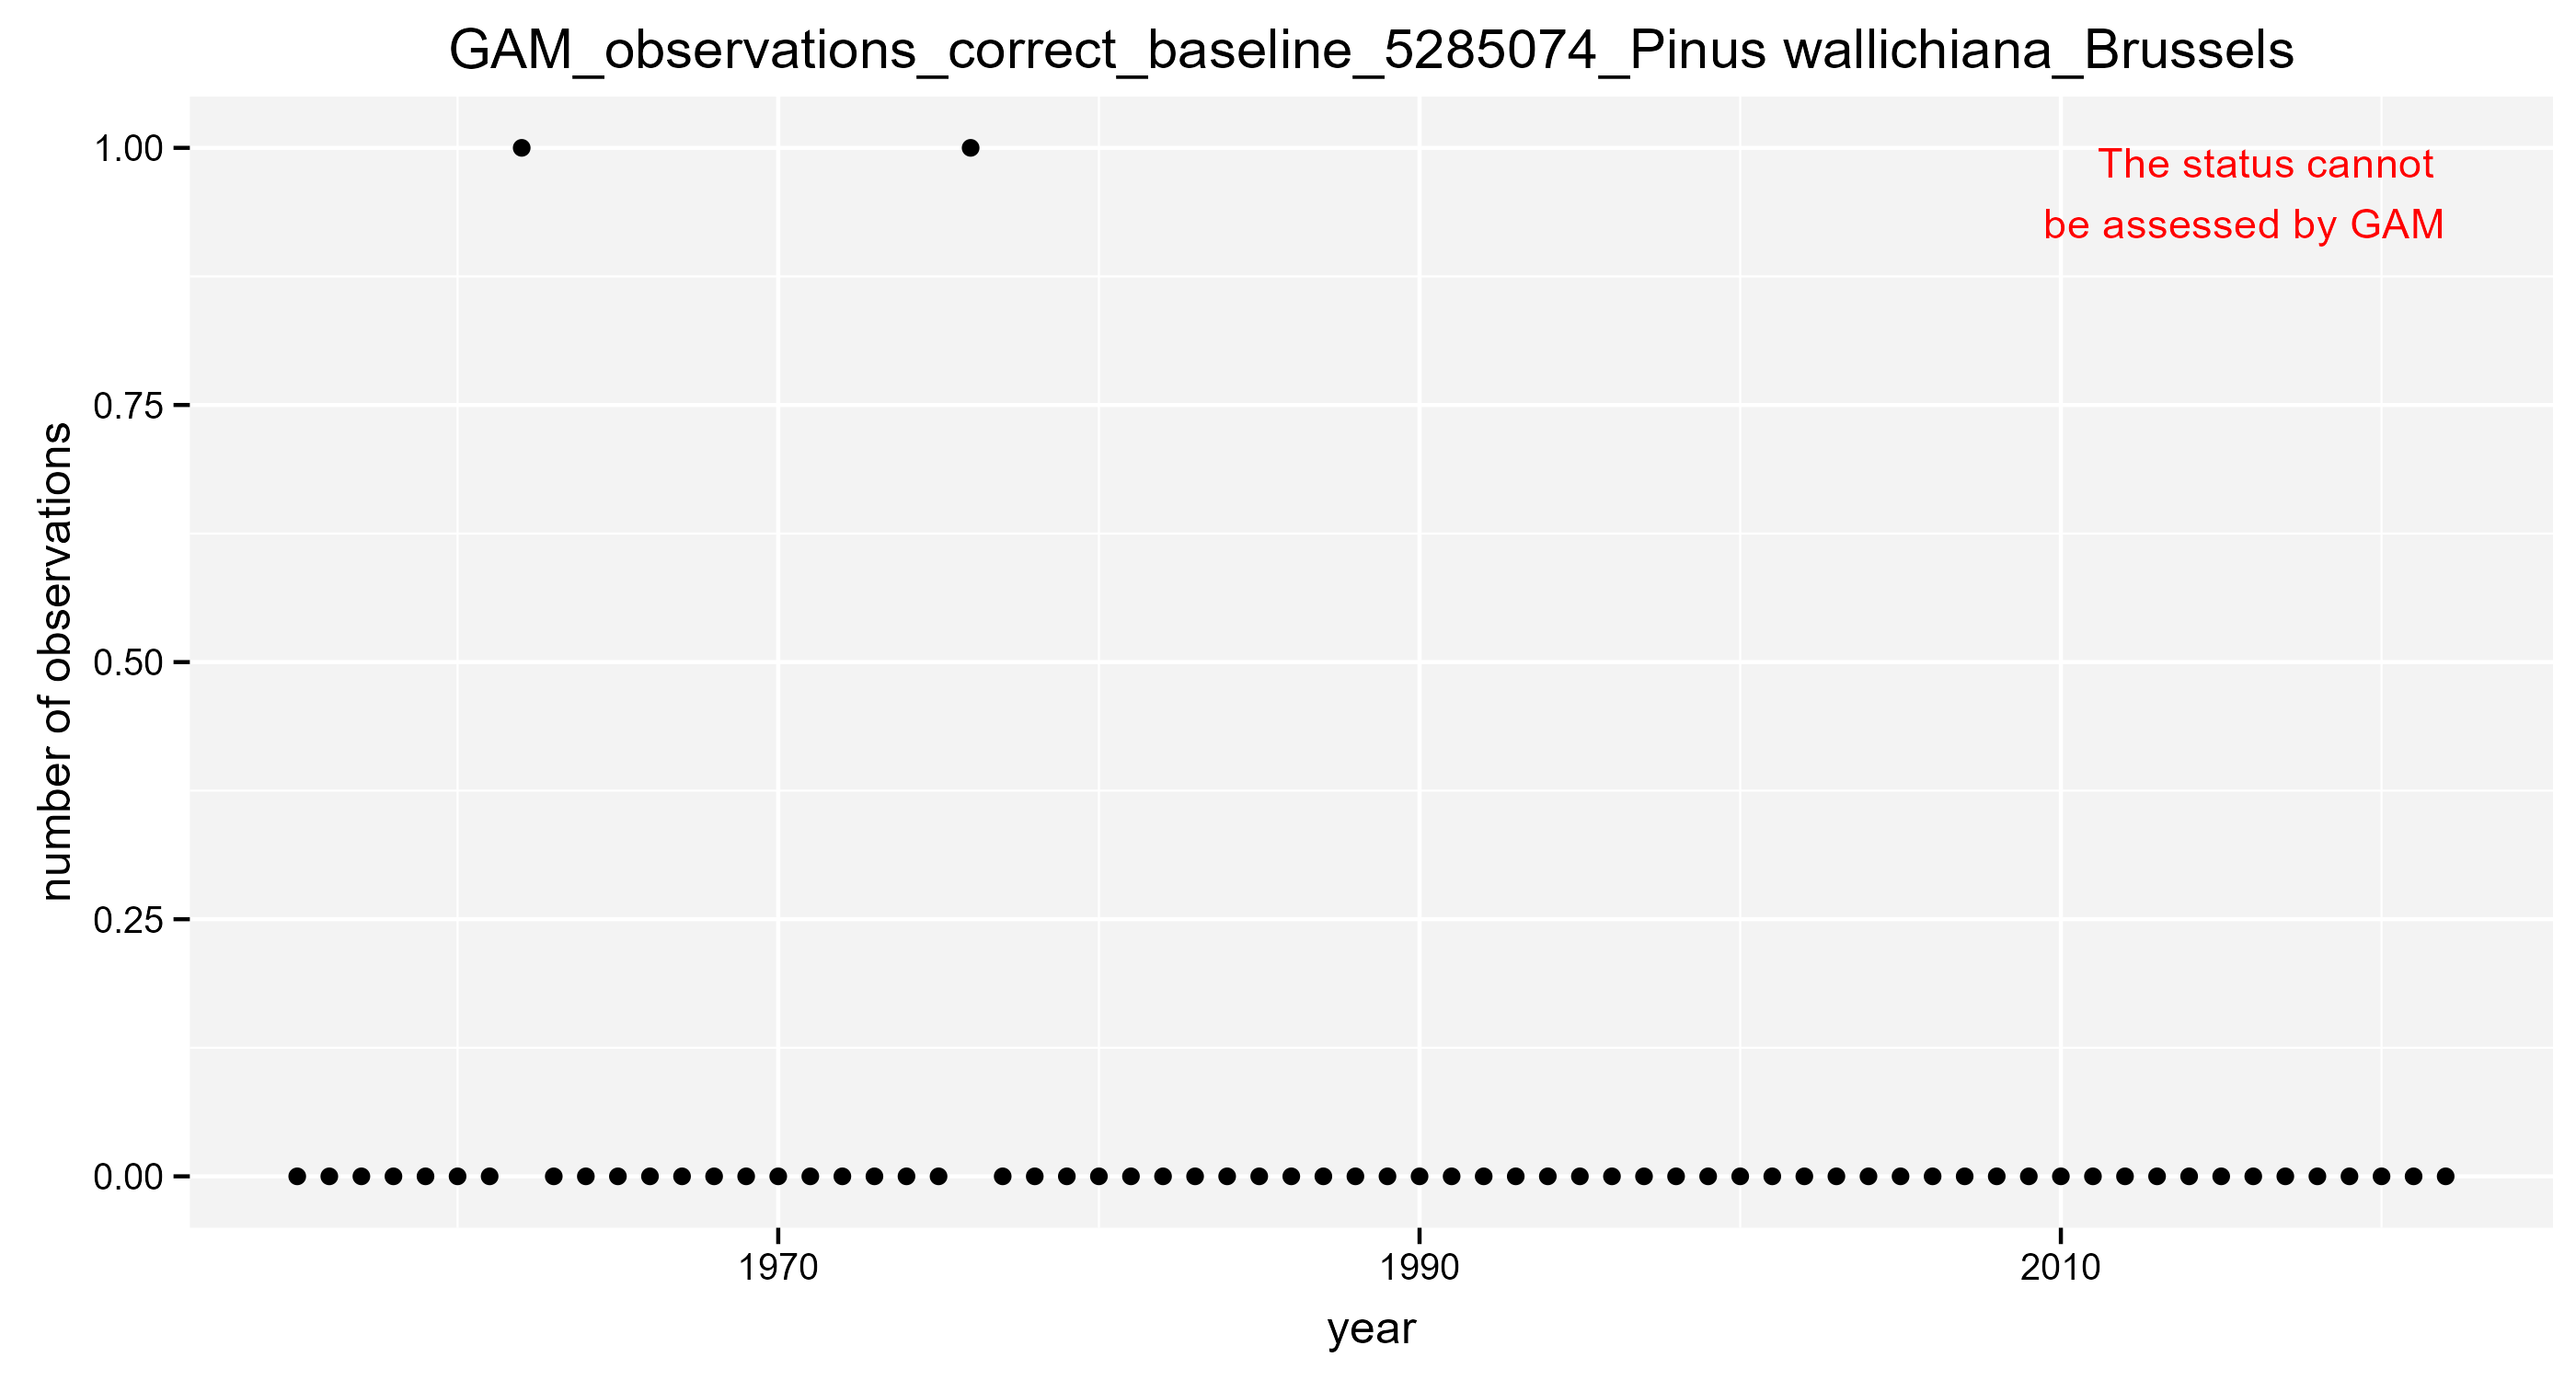 GAM_observations_correct_baseline_5285074_Pinus wallichiana_Brussels
1.00
The status cannot
be assessed by GAM
0.75
number of observations
0.50
0.25
0.00
1970
1990
2010
year